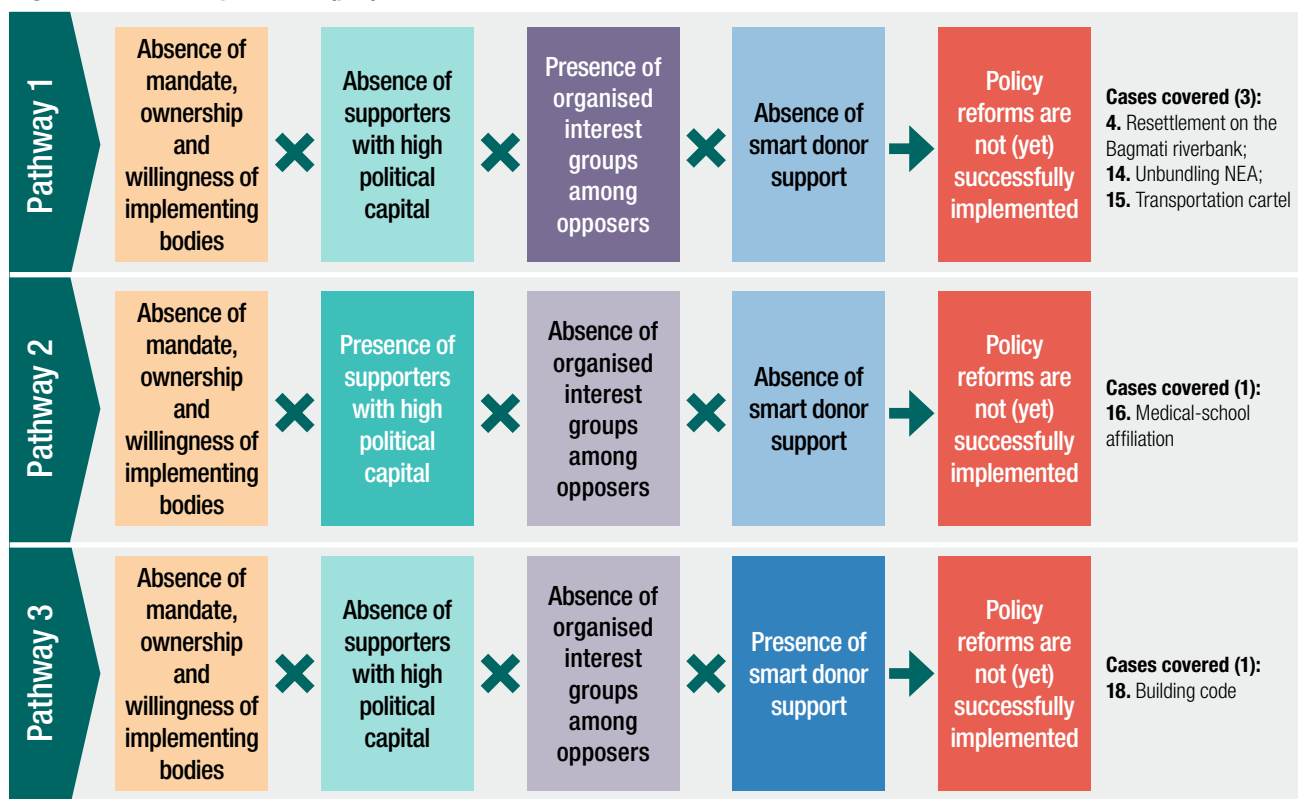 Pathway 1
Absence of
mandate,
ownership
and
willingness of
implementing
bodies
Absence of
supporters
with high
political
capital
Presence of
organised
interest
groups
among
opposers
Absence of
smart donor
support
Policy
reforms are
not (yet)
successfully
implemented
Cases covered (3):
4. Resettlement on the
Bagmati riverbank;
14. Unbundling NEA;
15. Transportation cartel
Pathway 2
Absence of
mandate,
ownership
and
willingness of
implementing
bodies
Presence of
supporters
with high
political
capital
Absence of
organised
interest
groups
among
opposers
Absence of
smart donor
support
Policy
reforms are
not (yet)
successfully
implemented
Cases covered (1):
16. Medical-school
affiliation
Pathway 3
Absence of
mandate,
ownership
and
willingness of
implementing
bodies
Absence of
supporters
with high
political
capital
Absence of
organised
interest
groups
among
opposers
Presence of
smart donor
support
Policy
reforms are
not (yet)
successfully
implemented
Cases covered (1):
18. Building code